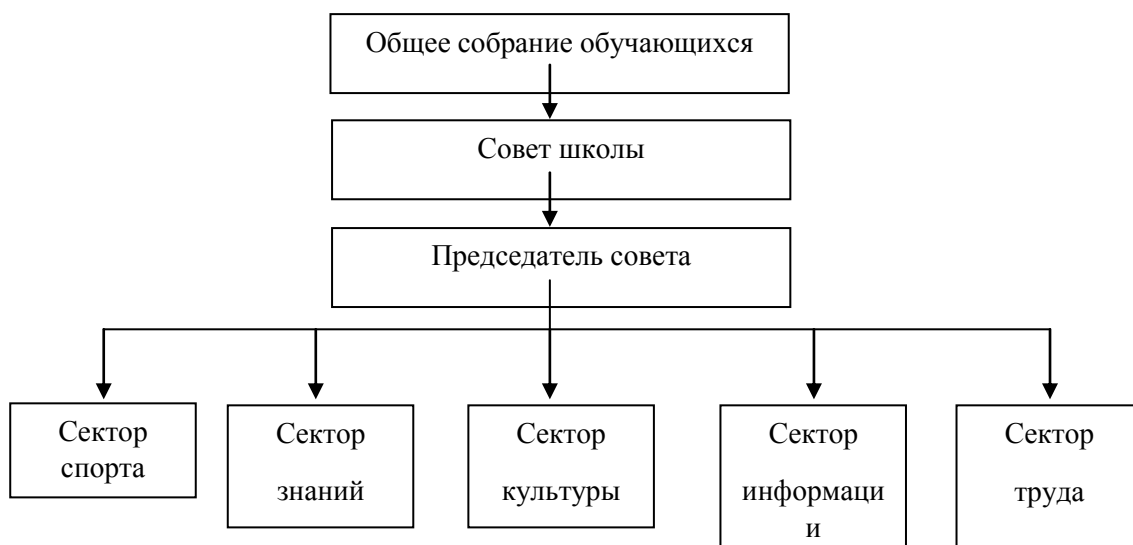 Общее собрание обучающихся
Совет школы
Председатель совета
Сектор
спорта
Сектор
знаний
Сектор
культуры
Сектор
информаци
и
Сектор
труда